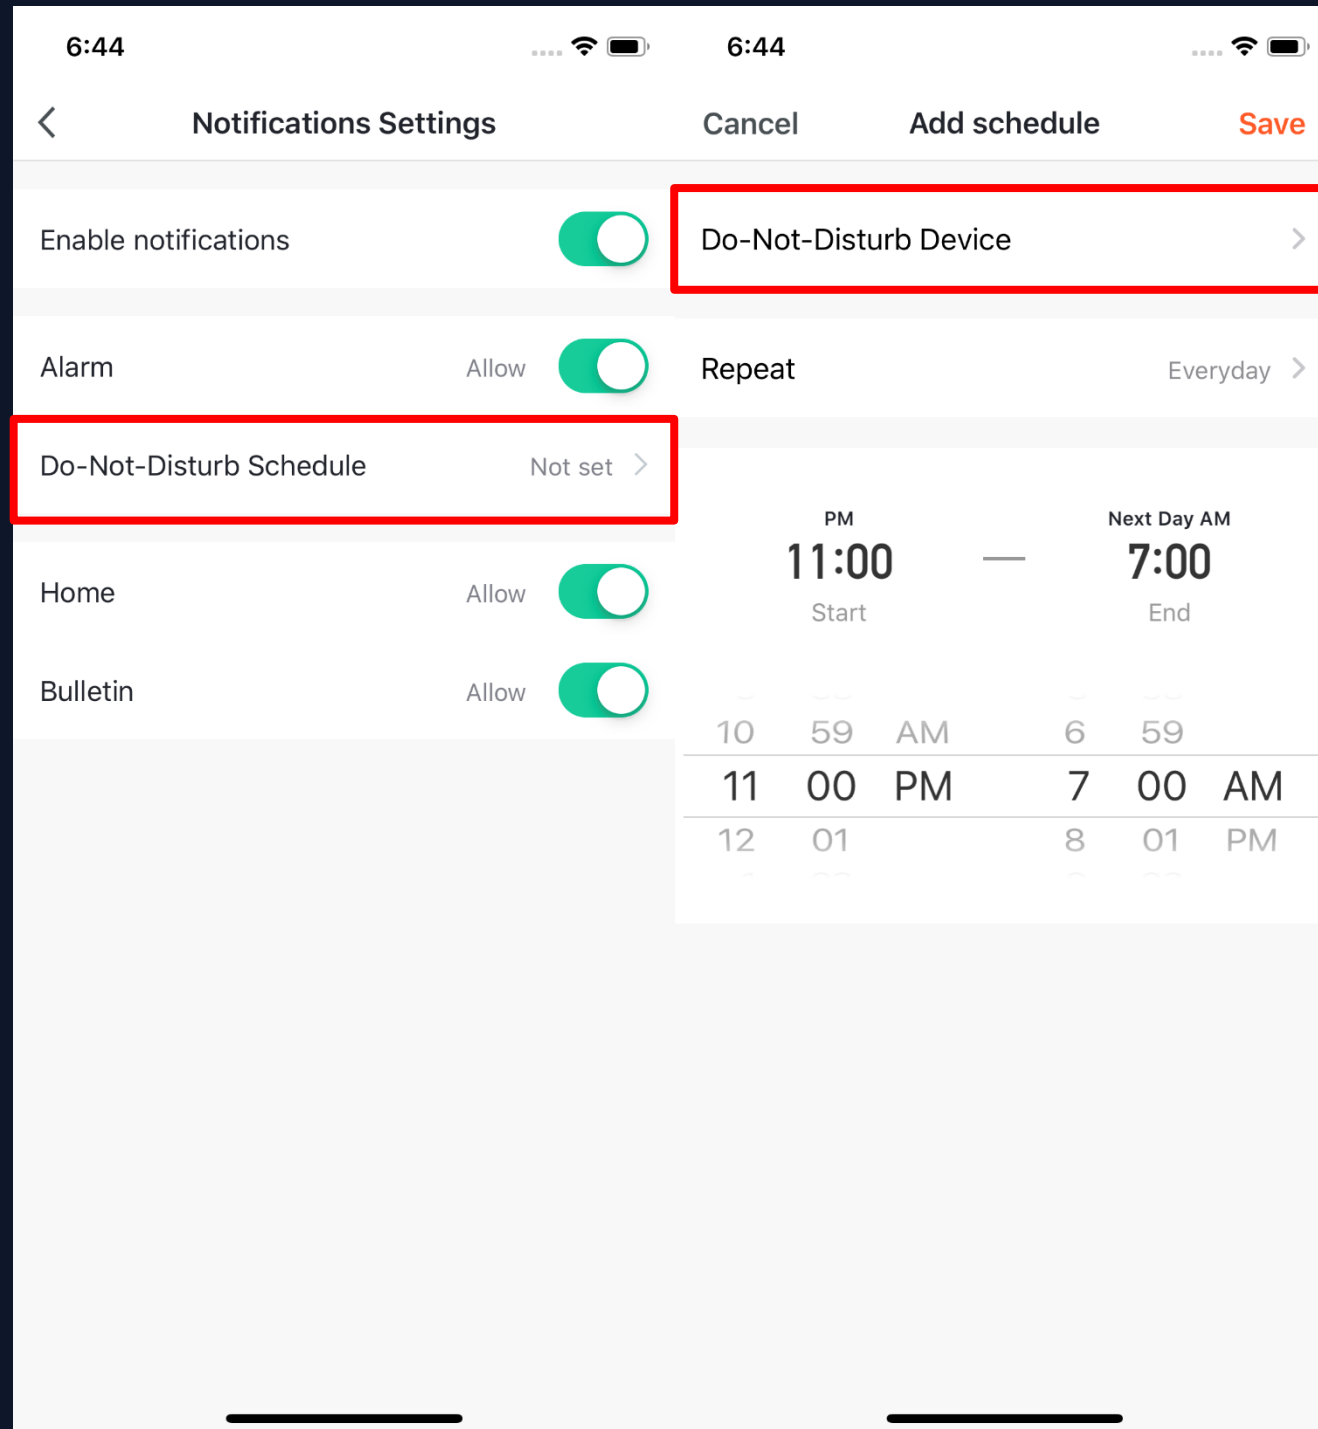 6:44
Notifications Settings
Enable notifications
Alarm Allow
Do-Not-Disturb Schedule Not set
Home Allow
Bulletin Allow
6:44
Cancel Add schedule Save
Do-Not-Disturb Device
Repeat Everyday
PM Next Day AM
11:00 — 7:00
Start End
10 59 AM 6 59
11 00 PM 7 00 AM
12 01 8 01 PM